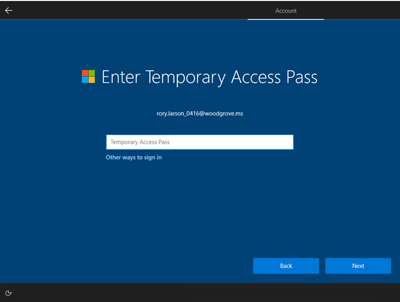 Account
Enter Temporary Access Pass
rory.larson_0416@woodgrove.ms
Temporary Access Pass
Other ways to sign in
Back
Next